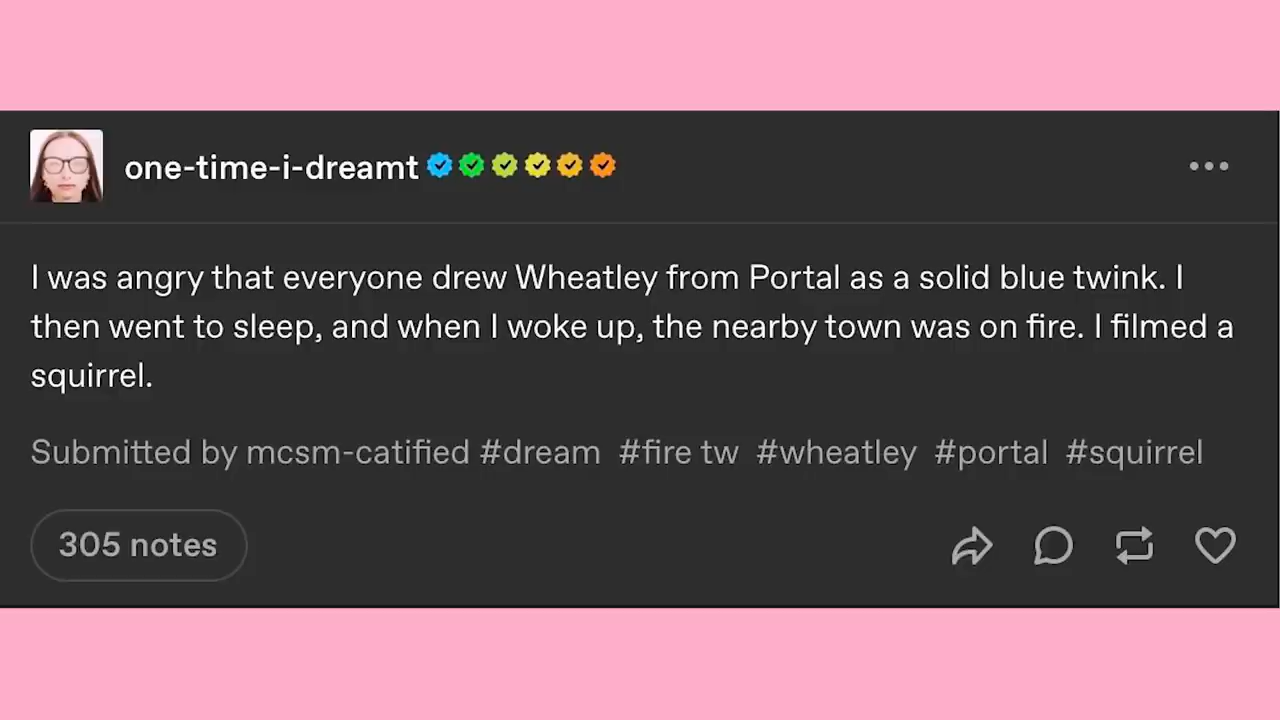 one-time-i-dreamt
I was angry that everyone drew Wheatley from Portal as a solid blue twink. I
then went to sleep, and when I woke up, the nearby town was on fire. I filmed a
squirrel.
Submitted by mcsm-catified #dream #fire tw #wheatley #portal #squirrel
305 notes